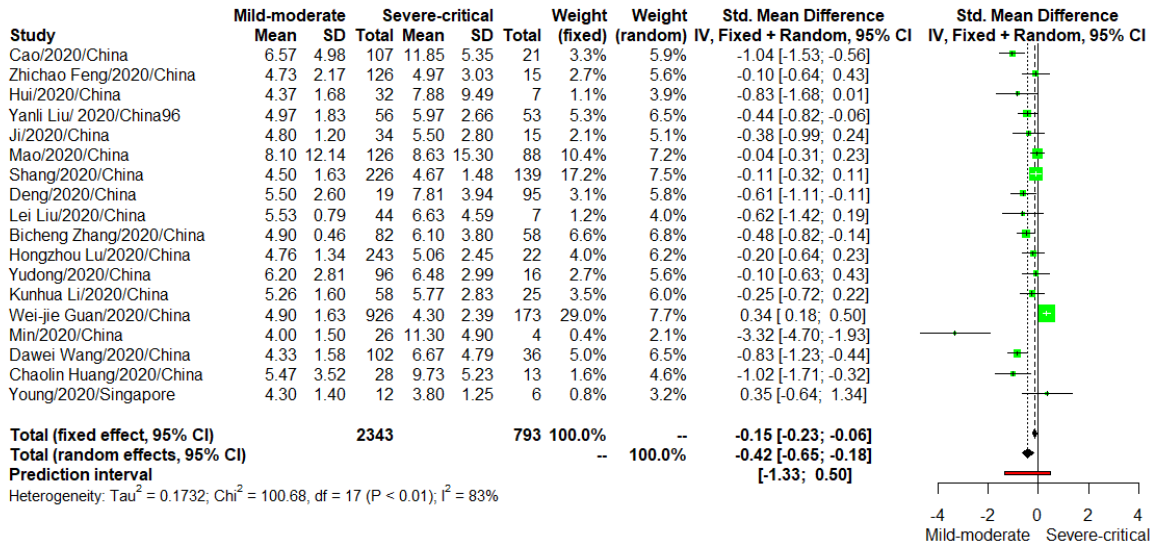 Mild-moderate Severe-critical Weight Weight Std. Mean Difference Std. Mean Difference
Study Mean SD Total Mean SD Total (fixed) (random) IV, Fixed + Random, 95% CI IV, Fixed + Random, 95% CI
Cao/2020/China 6.57 4.98 107 11.85 5.35 21 3.3% 5.9% -1.04 [-1.53; -0.56]
Zhichao Feng/2020/China 4.73 2.17 126 4.97 3.03 15 2.7% 5.6% -0.10 [-0.64; 0.43]
Hui/2020/China 4.37 1.68 32 7.88 9.49 7 1.1% 3.9% -0.83 [-1.68; 0.01]
Yanli Liu/ 2020/China96 4.97 1.83 56 5.97 2.66 53 5.3% 6.6% -0.44 [-0.82; -0.06]
Ji/2020/China 4.80 1.20 34 5.50 2.80 15 2.1% 5.1% -0.38 [-0.99; 0.24]
Mao/2020/China 8.10 12.14 126 8.63 15.30 88 10.4% 7.2% -0.04 [-0.31; 0.23]
Shang/2020/China 4.50 1.63 226 4.67 1.48 139 17.2% 7.5% -0.11 [-0.32; 0.11]
Deng/2020/China 5.50 2.60 19 7.81 3.94 95 3.1% 5.8% -0.61 [-1.11; -0.11]
Lei Liu/2020/China 5.53 0.79 44 6.63 4.59 7 1.2% 4.0% -0.62 [-1.42; 0.19]
Bicheng Zhang/2020/China 4.90 0.46 82 6.10 3.80 58 6.6% 6.8% -0.48 [-0.82; -0.14]
Hongzhou Lu/2020/China 4.76 1.34 243 5.06 2.45 22 4.0% 6.2% -0.20 [-0.64; 0.23]
Yudong/2020/China 6.20 2.81 96 6.48 2.99 16 2.7% 5.6% -0.10 [-0.63; 0.43]
Kunhua Li/2020/China 5.26 1.60 58 5.77 2.83 25 3.5% 6.0% -0.25 [-0.72; 0.22]
Wei-jie Guan/2020/China 4.90 1.63 926 4.30 2.39 173 29.0% 7.7% 0.34 [ 0.18; 0.50]
Min/2020/China 4.00 1.50 26 11.30 4.90 4 0.4% 2.1% -3.32 [-4.70; -1.93]
Dawei Wang/2020/China 4.33 1.58 102 6.67 4.79 36 5.0% 6.5% -0.83 [-1.23; -0.44]
Chaolin Huang/2020/China 5.47 3.52 28 9.73 5.23 13 1.6% 4.6% -1.02 [-1.71; -0.32]
Young/2020/Singapore 4.30 1.40 12 3.80 1.25 6 0.8% 3.2% 0.35 [-0.64; 1.34]
Total (fixed effect, 95% CI) 2343 793 100.0% -- -0.15 [-0.23; -0.06]
Total (random effects, 95% CI) -- 100.0% -0.42 [-0.65; -0.18]
Prediction interval [-1.33; 0.50]
Heterogeneity: Tau² = 0.1732; Chi² = 100.68, df = 17 (P < 0.01); I² = 83%
-4 -2 0 2 4
Mild-moderate Severe-critical